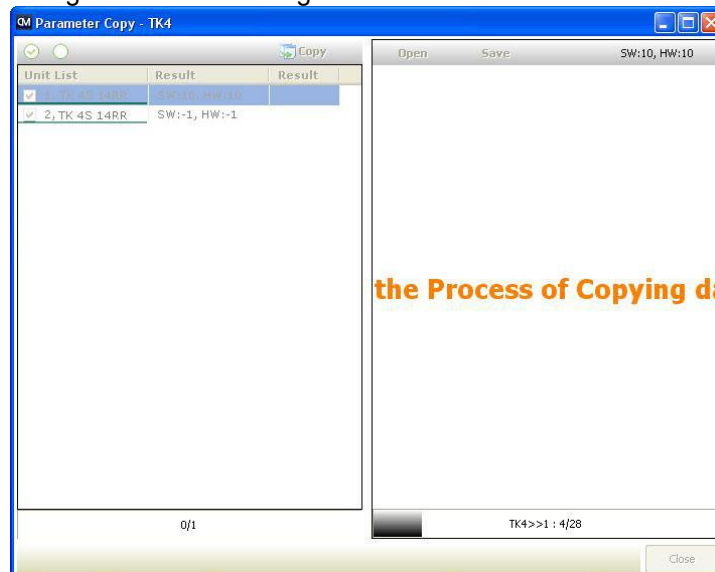 Parameter Copy - TK4
Copy
Open Save SW:10, HW:10
Unit List Result Result
1, TK 4S 14RR SW:10, HW:10
2, TK 4S 14RR SW:-1, HW:-1
the Process of Copying da
0/1
TK4>>1 : 4/28
Close